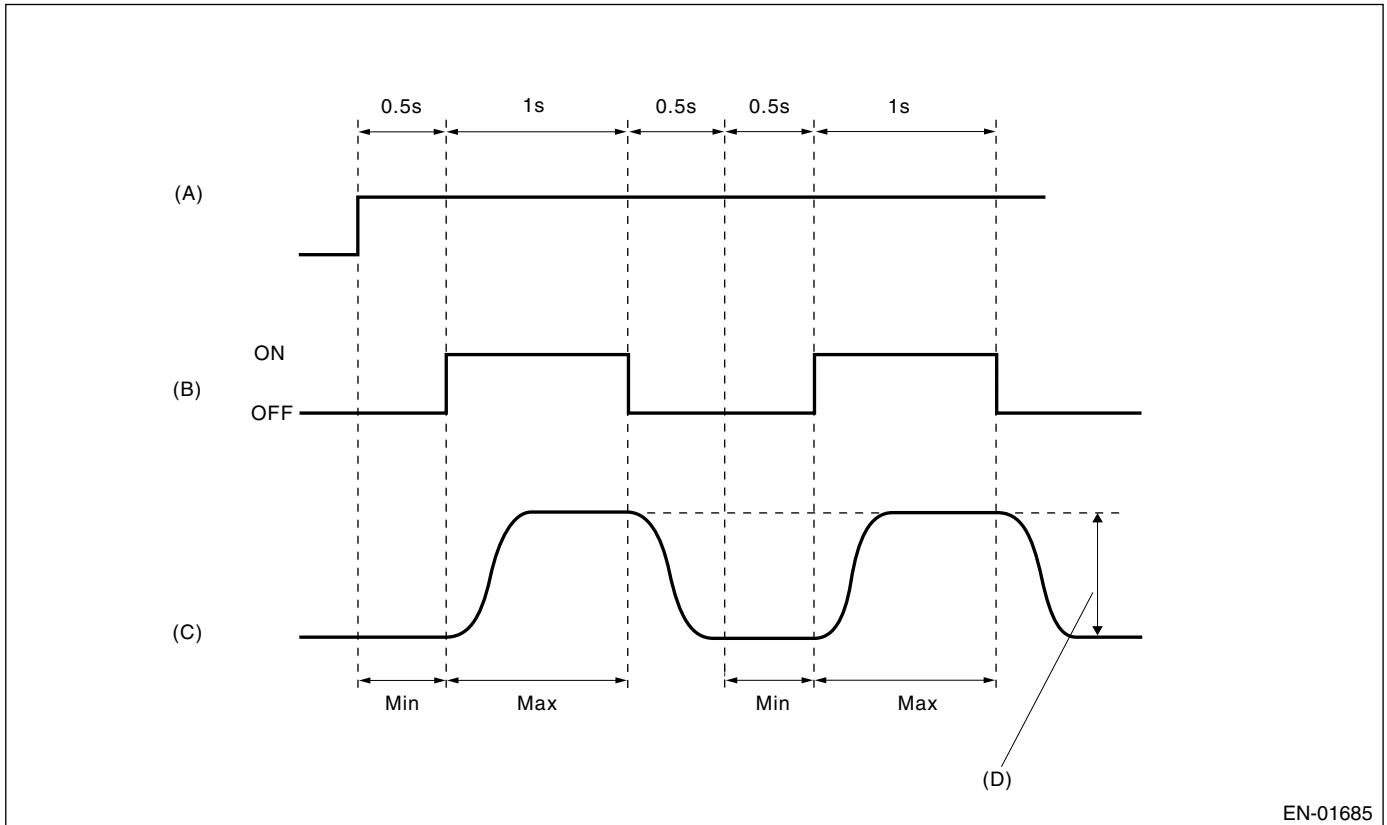 0.5s 1s 0.5s 0.5s 1s
(A)
ON
(B)
OFF
(C)
Min Max Min Max
(D)
EN-01685